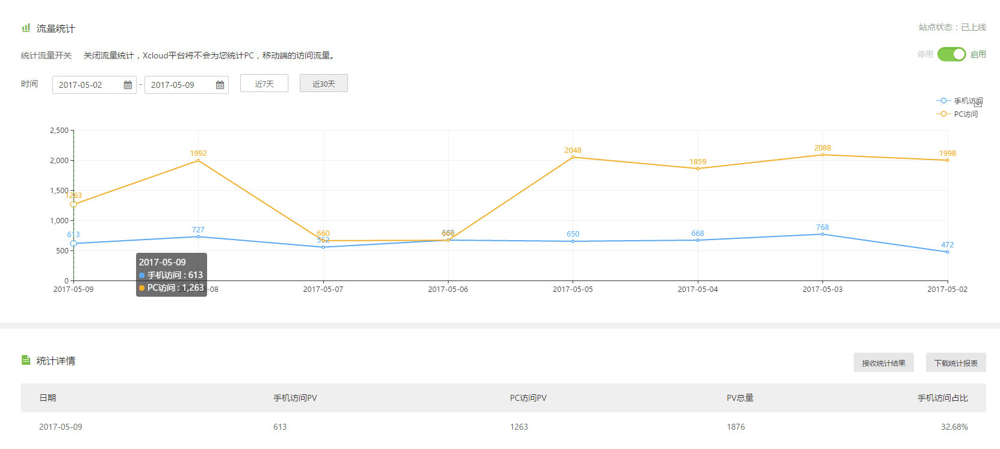 流量统计
站点状态：已上线
统计流量开关 关闭流量统计，Xcloud平台将不会为您统计PC，移动端的访问流量。
停用 启用
时间 2017-05-02 - 2017-05-09 近7天 近30天
手机访问
PC访问
2,500
2,000
1,500
1,000
500
0
1263 1992 660 2048 1859 2088 1998
613 727 552 650 668 768 472
2017-05-09
手机访问 : 613
PC访问 : 1,263
2017-05-09 2017-05-08 2017-05-07 2017-05-06 2017-05-05 2017-05-04 2017-05-03 2017-05-02
统计详情
接收统计结果 下载统计报表
日期 手机访问PV PC访问PV PV总量 手机访问占比
2017-05-09 613 1263 1876 32.68%